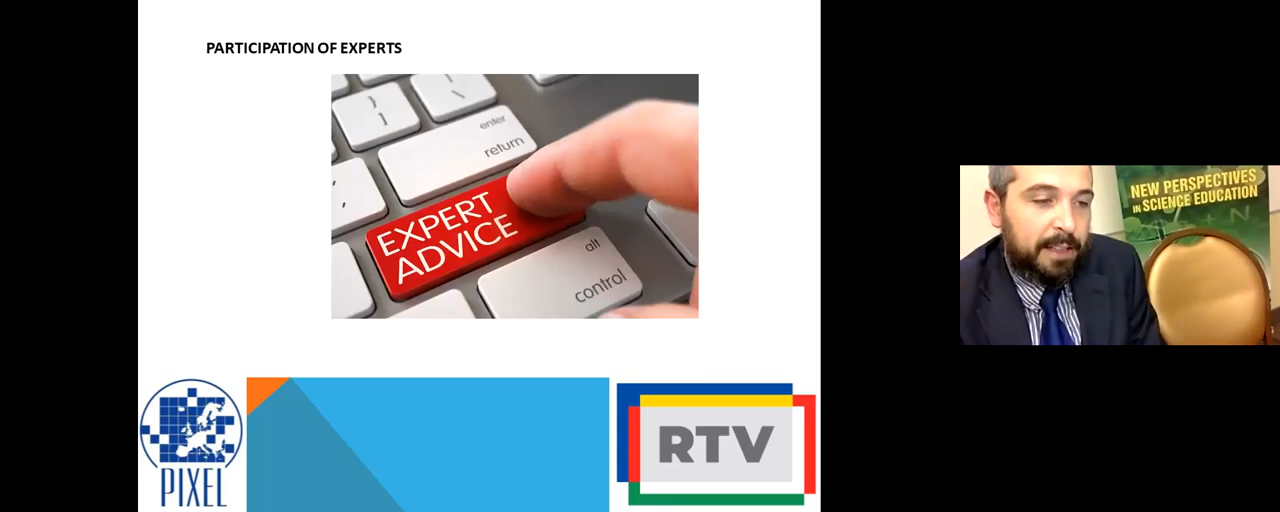 PARTICIPATION OF EXPERTS
}
]
\
enter
return
,
EXPERT
ADVICE
alt
control
NEW PERSPECTIVES
IN SCIENCE EDUCATION
PIXEL
RTV